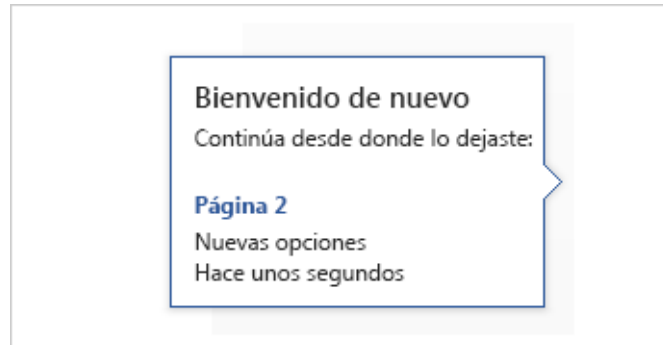 Bienvenido de nuevo
Continúa desde donde lo dejaste:
Página 2
Nuevas opciones
Hace unos segundos